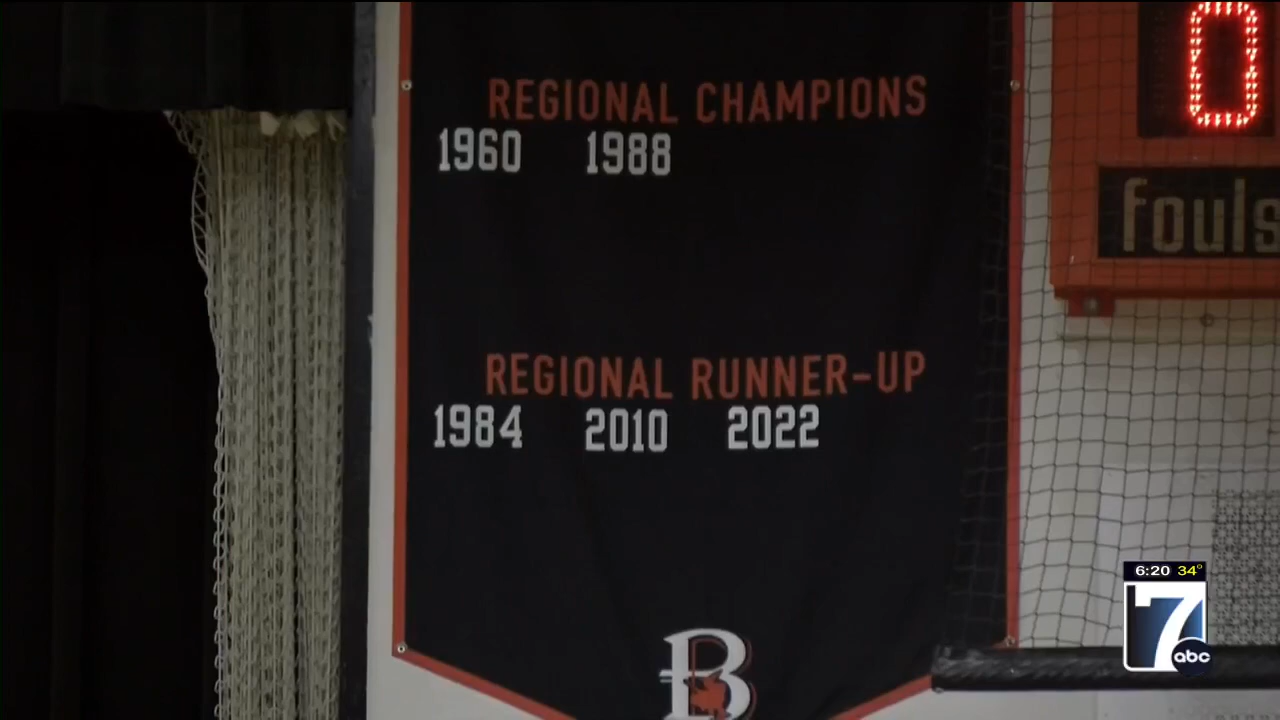 REGIONAL CHAMPIONS
1960 1988
0
fouls
REGIONAL RUNNER-UP
1984 2010 2022
B
6:20 34°
7
abc